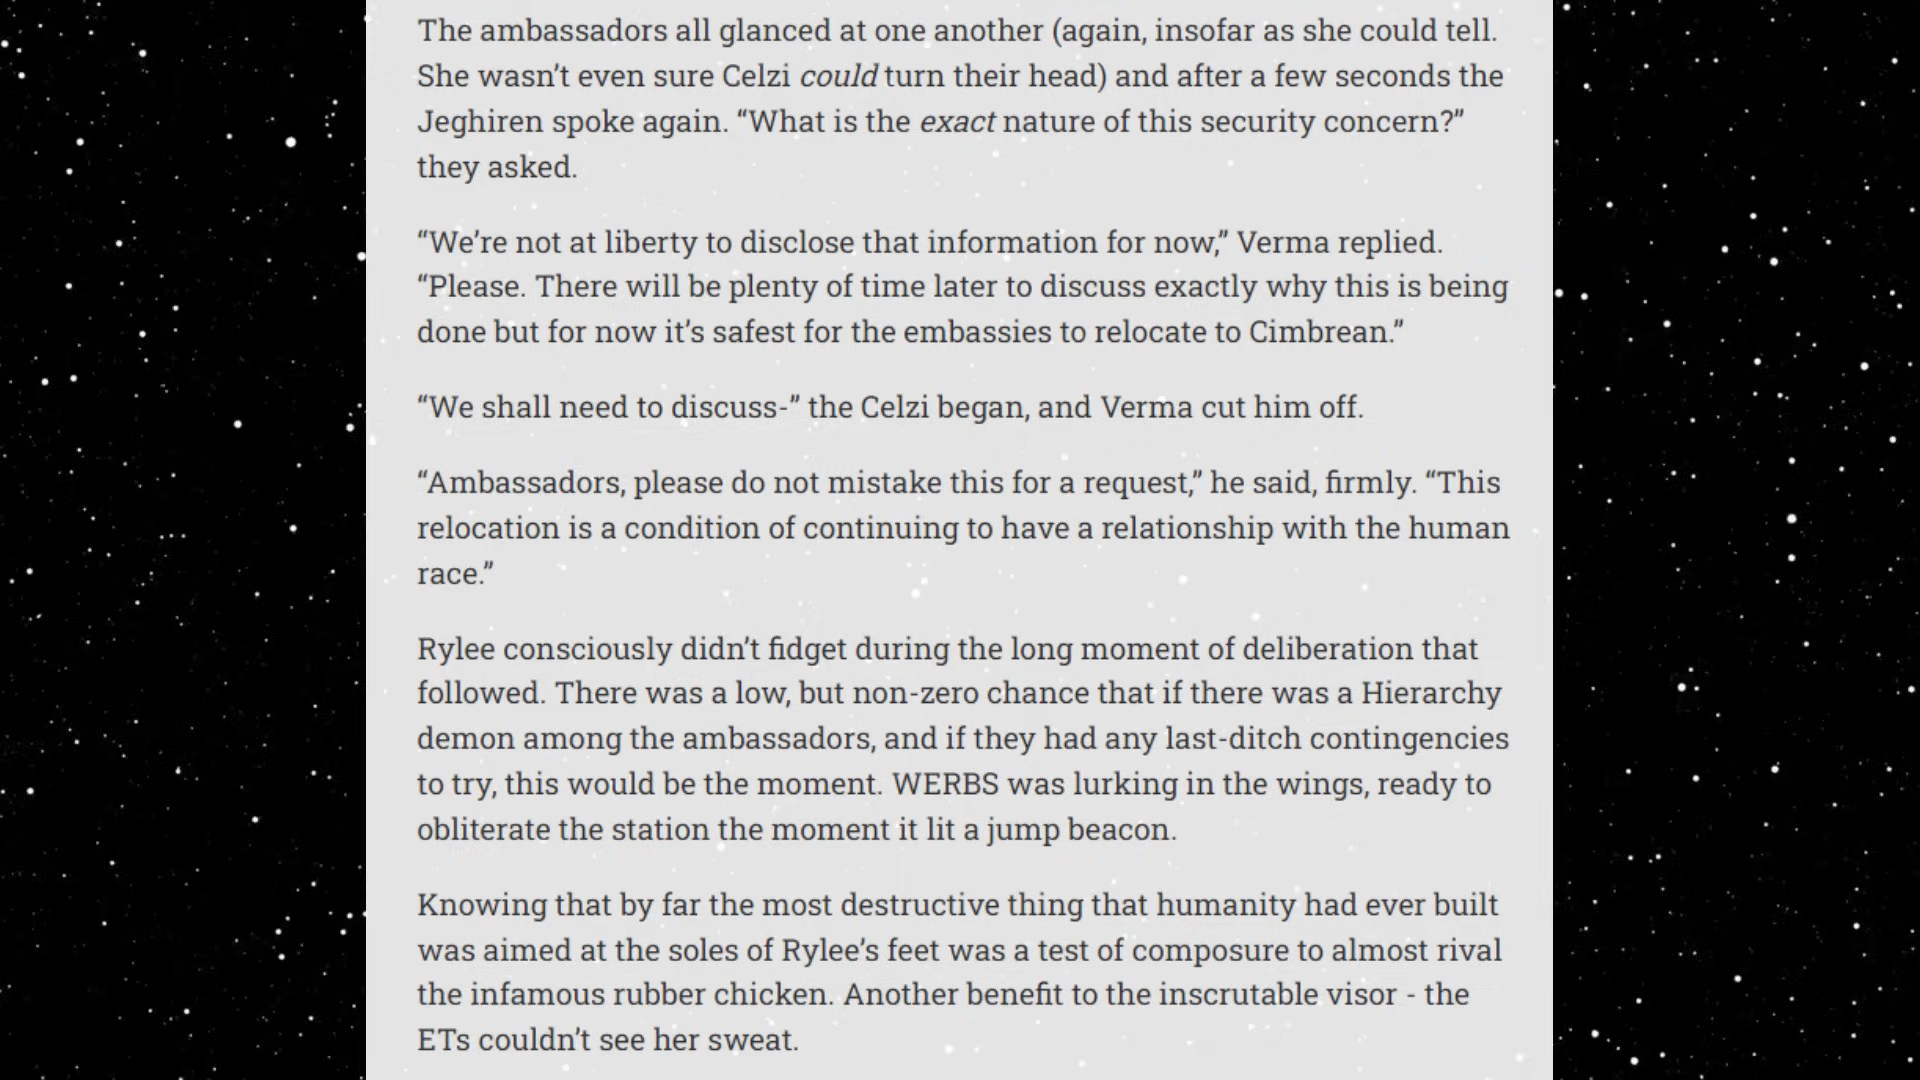 The ambassadors all glanced at one another (again, insofar as she could tell.
She wasn’t even sure Celzi could turn their head) and after a few seconds the
Jeghiren spoke again. “What is the exact nature of this security concern?”
they asked.
“We’re not at liberty to disclose that information for now,” Verma replied.
“Please. There will be plenty of time later to discuss exactly why this is being
done but for now it’s safest for the embassies to relocate to Cimbrean.”
“We shall need to discuss-” the Celzi began, and Verma cut him off.
“Ambassadors, please do not mistake this for a request,” he said, firmly. “This
relocation is a condition of continuing to have a relationship with the human
race.”
Rylee consciously didn’t fidget during the long moment of deliberation that
followed. There was a low, but non-zero chance that if there was a Hierarchy
demon among the ambassadors, and if they had any last-ditch contingencies
to try, this would be the moment. WERBS was lurking in the wings, ready to
obliterate the station the moment it lit a jump beacon.
Knowing that by far the most destructive thing that humanity had ever built
was aimed at the soles of Rylee’s feet was a test of composure to almost rival
the infamous rubber chicken. Another benefit to the inscrutable visor - the
ETs couldn’t see her sweat.